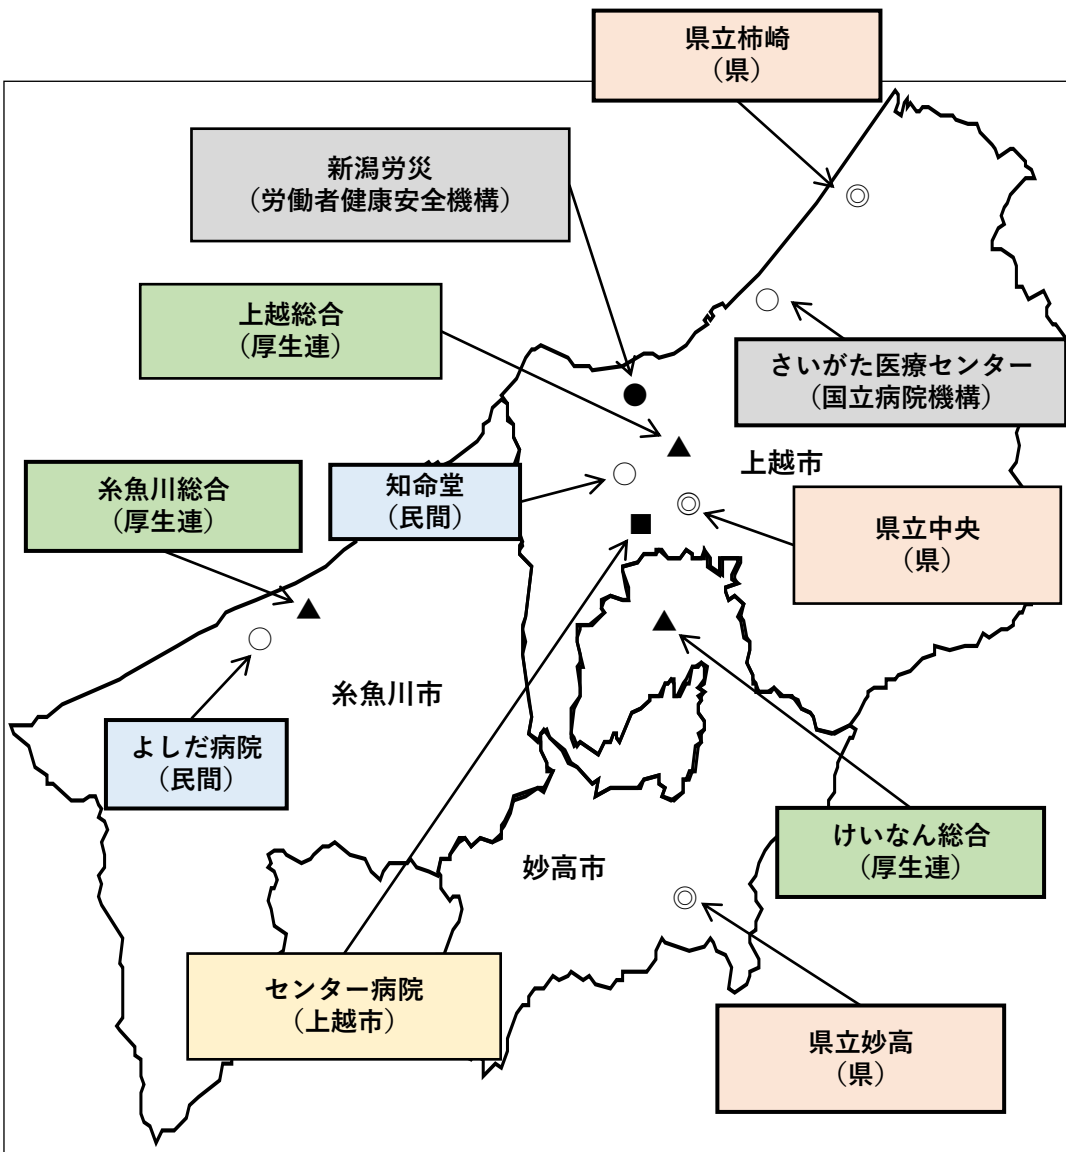 県立柿崎
（県）
新潟労災
（労働者健康安全機構）
上越総合
（厚生連）
さいがた医療センター
（国立病院機構）
上越市
糸魚川総合
（厚生連）
知命堂
（民間）
県立中央
（県）
糸魚川市
よしだ病院
（民間）
けいなん総合
（厚生連）
妙高市
センター病院
（上越市）
県立妙高
（県）